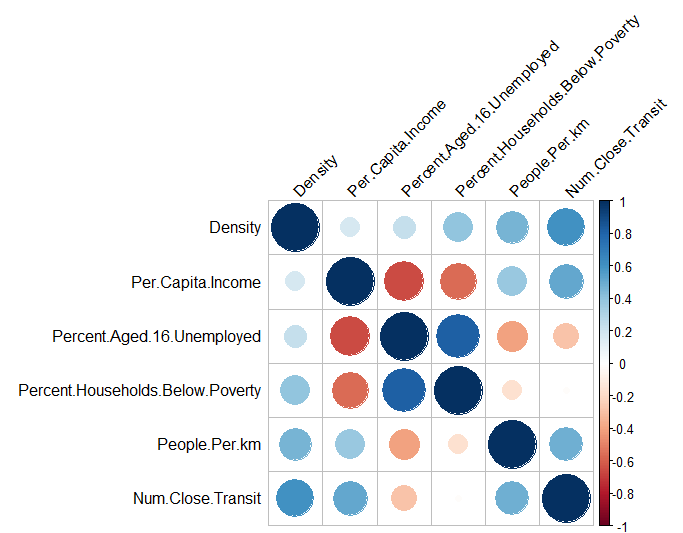 Density
Per.Capita.Income
Percent.Aged.16.Unemployed
Percent.Households.Below.Poverty
People.Per.km
Num.Close.Transit
Density
Per.Capita.Income
Percent.Aged.16.Unemployed
Percent.Households.Below.Poverty
People.Per.km
Num.Close.Transit
1
0.8
0.6
0.4
0.2
0
-0.2
-0.4
-0.6
-0.8
-1